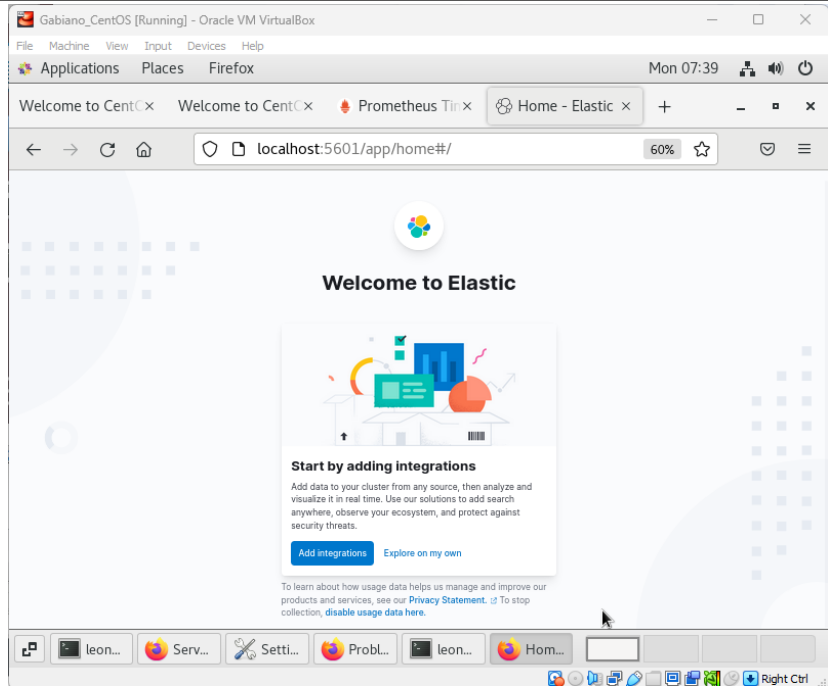 Gabiano_CentOS [Running] - Oracle VM VirtualBox
File Machine View Input Devices Help
Applications Places Firefox Mon 07:39
Welcome to CentO Welcome to CentO Prometheus Tim Home - Elastic
localhost:5601/app/home#/ 60%
Welcome to Elastic
Start by adding integrations
Add data to your cluster from any source, then analyze and
visualize it in real time. Use our solutions to add search
anywhere, observe your ecosystem, and protect against
security threats.
Add integrations Explore on my own
To learn about how usage data helps us manage and improve our
products and services, see our Privacy Statement. To stop
collection, disable usage data here.
leon... Serv... Setti... Probl... leon... Hom...
Right Ctrl